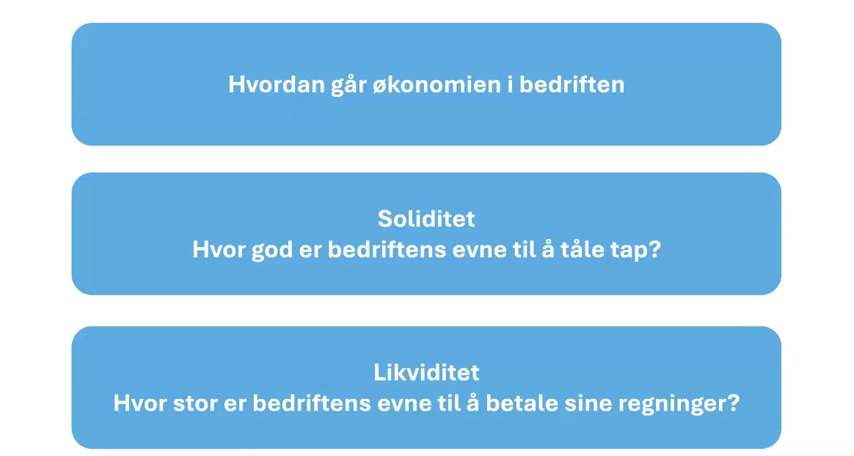 Hvordan går økonomien i bedriften
Soliditet
Hvor god er bedriftens evne til å tåle tap?
Likviditet
Hvor stor er bedriftens evne til å betale sine regninger?